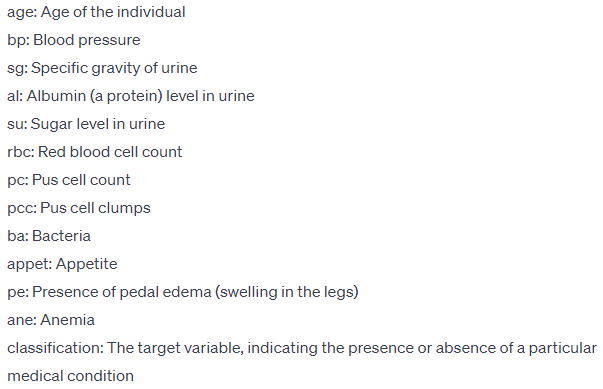 age: Age of the individual
bp: Blood pressure
sg: Specific gravity of urine
al: Albumin (a protein) level in urine
su: Sugar level in urine
rbc: Red blood cell count
pc: Pus cell count
pcc: Pus cell clumps
ba: Bacteria
appet: Appetite
pe: Presence of pedal edema (swelling in the legs)
ane: Anemia
classification: The target variable, indicating the presence or absence of a particular
medical condition